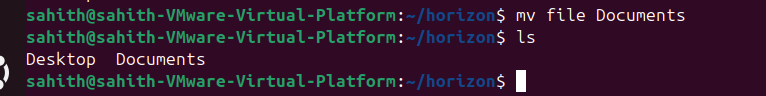 sahith@sahith-VMware-Virtual-Platform:~/horizon$ mv file Documents
sahith@sahith-VMware-Virtual-Platform:~/horizon$ ls
Desktop  Documents
sahith@sahith-VMware-Virtual-Platform:~/horizon$